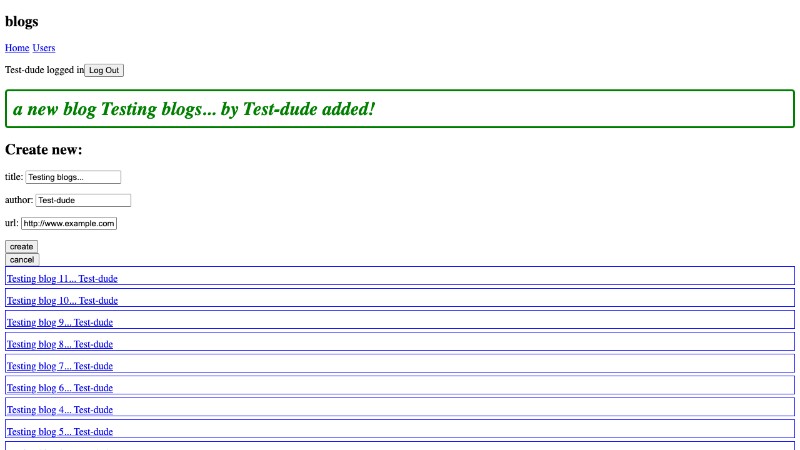 blogs
Home Users
Test-dude logged in Log Out
a new blog Testing blogs... by Test-dude added!
Create new:
title: Testing blogs...
author: Test-dude
url: http://www.example.com
create
cancel
Testing blog 11... Test-dude
Testing blog 10... Test-dude
Testing blog 9... Test-dude
Testing blog 8... Test-dude
Testing blog 7... Test-dude
Testing blog 6... Test-dude
Testing blog 4... Test-dude
Testing blog 5... Test-dude